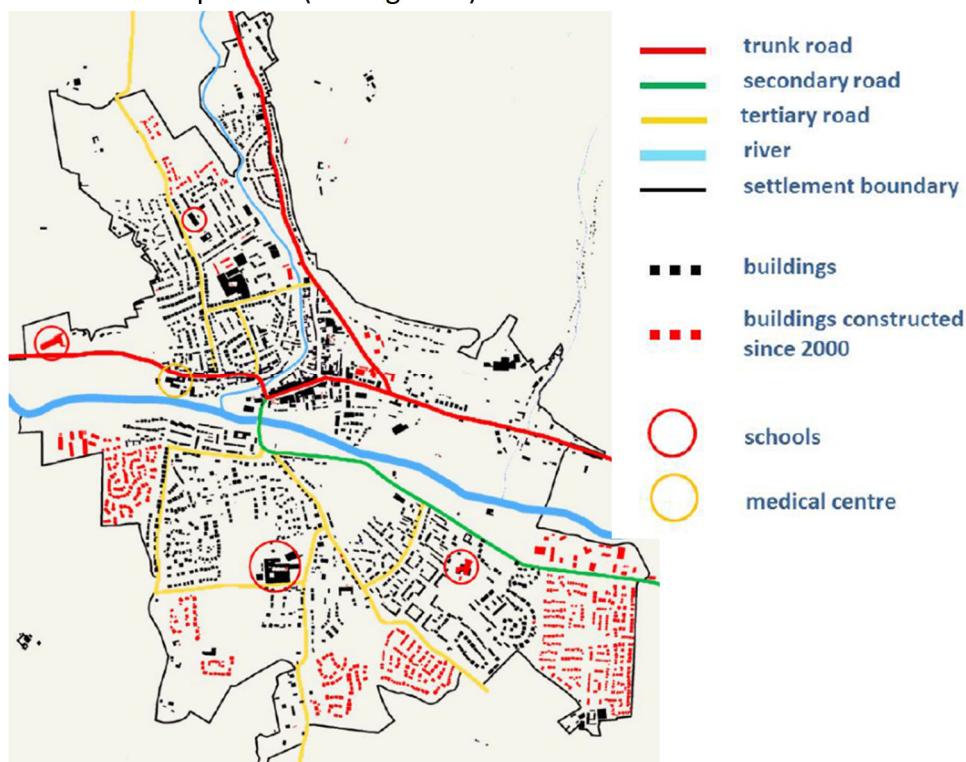 trunk road
secondary road
tertiary road
river
settlement boundary
buildings
buildings constructed
since 2000
schools
medical centre